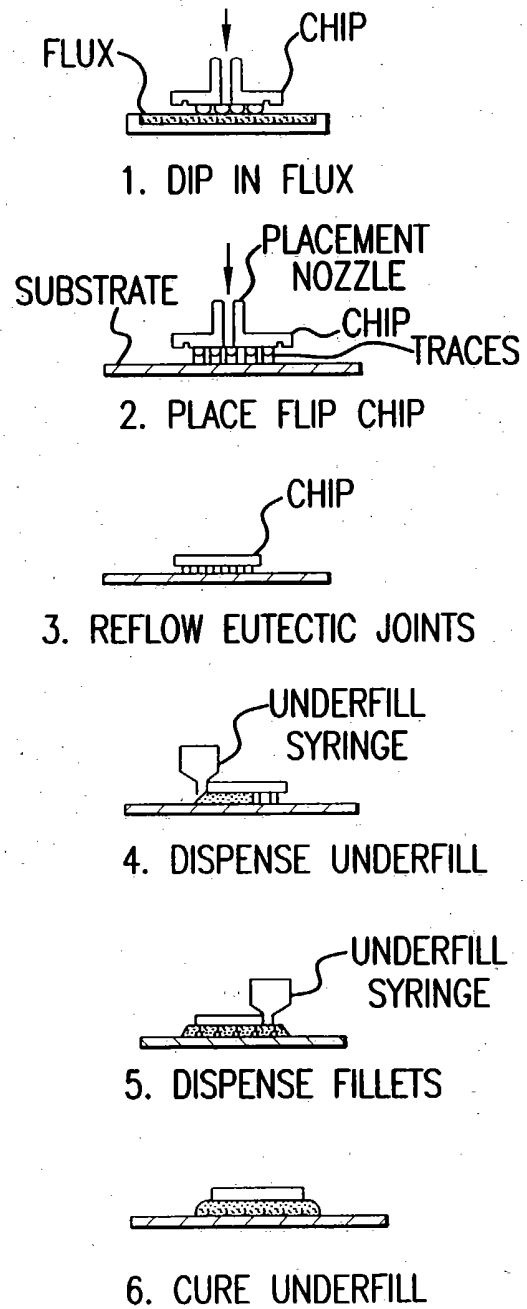 CHIP
FLUX
1. DIP IN FLUX
PLACEMENT
NOZZLE
SUBSTRATE
CHIP
TRACES
2. PLACE FLIP CHIP
CHIP
3. REFLOW EUTECTIC JOINTS
UNDERFILL
SYRINGE
4. DISPENSE UNDERFILL
UNDERFILL
SYRINGE
5. DISPENSE FILLETS
6. CURE UNDERFILL